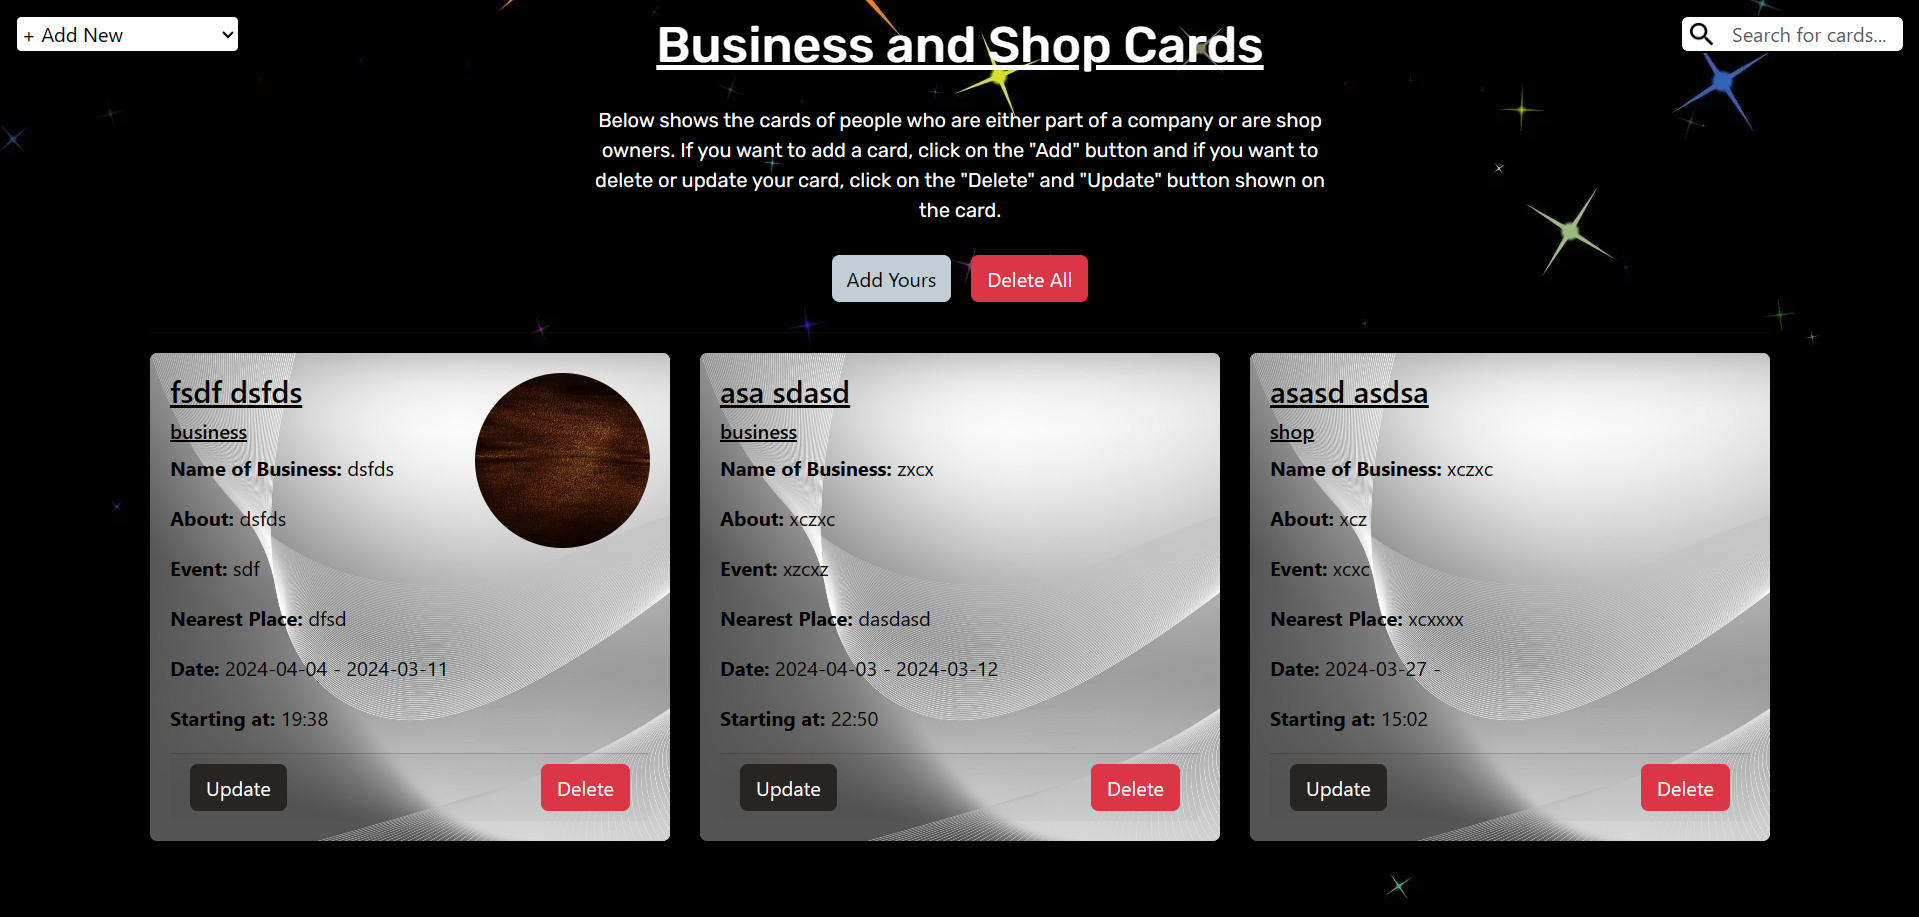 + Add New
Business and Shop Cards
Search for cards...
Below shows the cards of people who are either part of a company or are shop
owners. If you want to add a card, click on the "Add" button and if you want to
delete or update your card, click on the "Delete" and "Update" button shown on
the card.
Add Yours
Delete All
fsdf dsfds
business
Name of Business: dsfds
About: dsfds
Event: sdf
Nearest Place: dfsd
Date: 2024-04-04 - 2024-03-11
Starting at: 19:38
Update
Delete
asa sdasd
business
Name of Business: zxcx
About: xczxc
Event: xzcxz
Nearest Place: dasdasd
Date: 2024-04-03 - 2024-03-12
Starting at: 22:50
Update
Delete
asasd asdsa
shop
Name of Business: xczxc
About: xcz
Event: xcxc
Nearest Place: xcxxxx
Date: 2024-03-27 -
Starting at: 15:02
Update
Delete